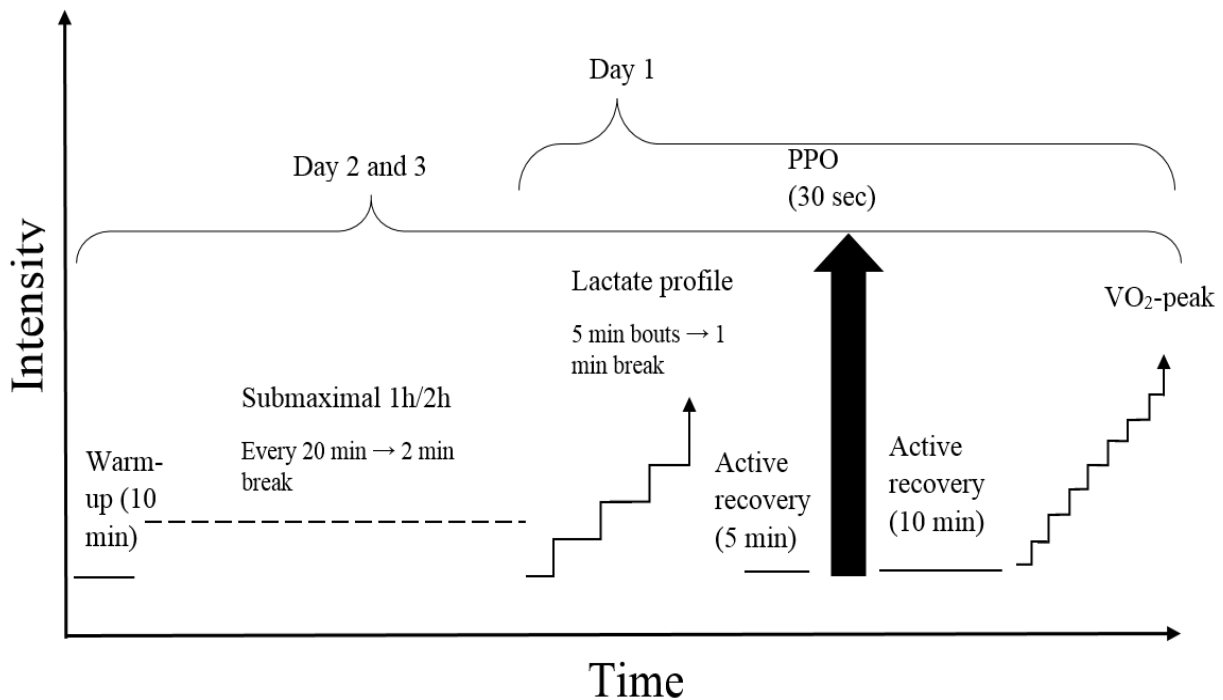 Day 1
Day 2 and 3
PPO
(30 sec)
Intensity
Lactate profile
5 min bouts → 1
min break
VO₂-peak
Submaximal 1h/2h
Every 20 min → 2 min
break
Warm-
up (10
min)
Active
recovery
(5 min)
Active
recovery
(10 min)
Time